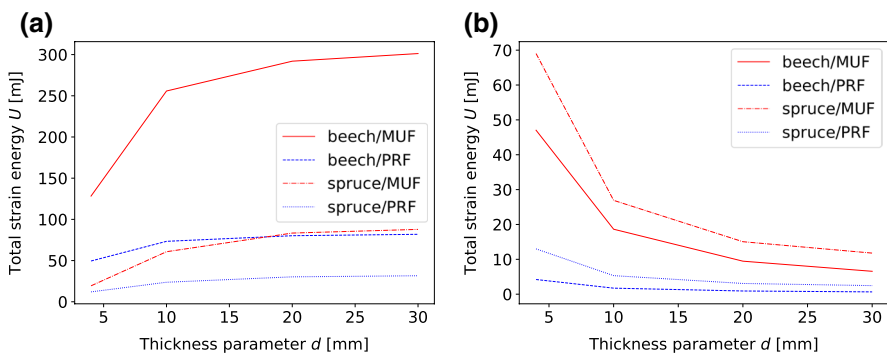 (a)
Total strain energy U [mJ]
300
250
200
150
100
50
0
beech/MUF
beech/PRF
spruce/MUF
spruce/PRF
5 10 15 20 25 30
Thickness parameter d [mm]
(b)
Total strain energy U [mJ]
70
60
50
40
30
20
10
0
beech/MUF
beech/PRF
spruce/MUF
spruce/PRF
5 10 15 20 25 30
Thickness parameter d [mm]